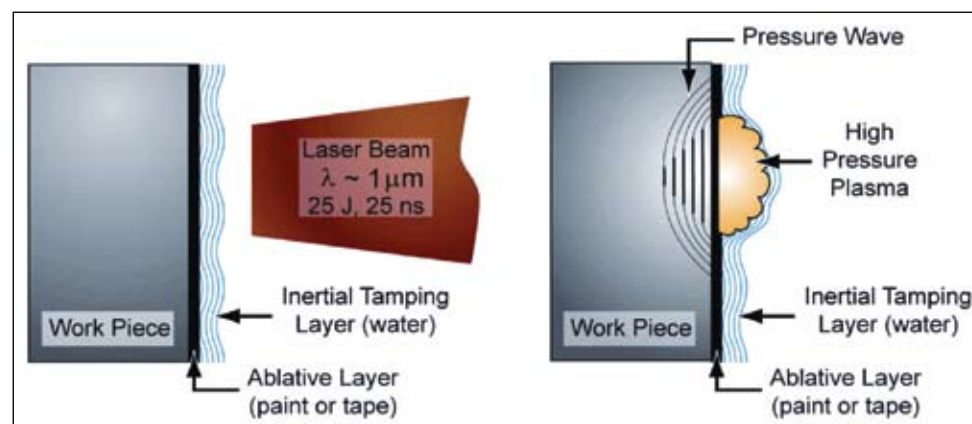 Laser Beam
λ ~ 1 μm
25 J, 25 ns
Inertial Tamping
Layer (water)
Work Piece
Ablative Layer
(paint or tape)
Pressure Wave
High
Pressure
Plasma
Inertial Tamping
Layer (water)
Work Piece
Ablative Layer
(paint or tape)